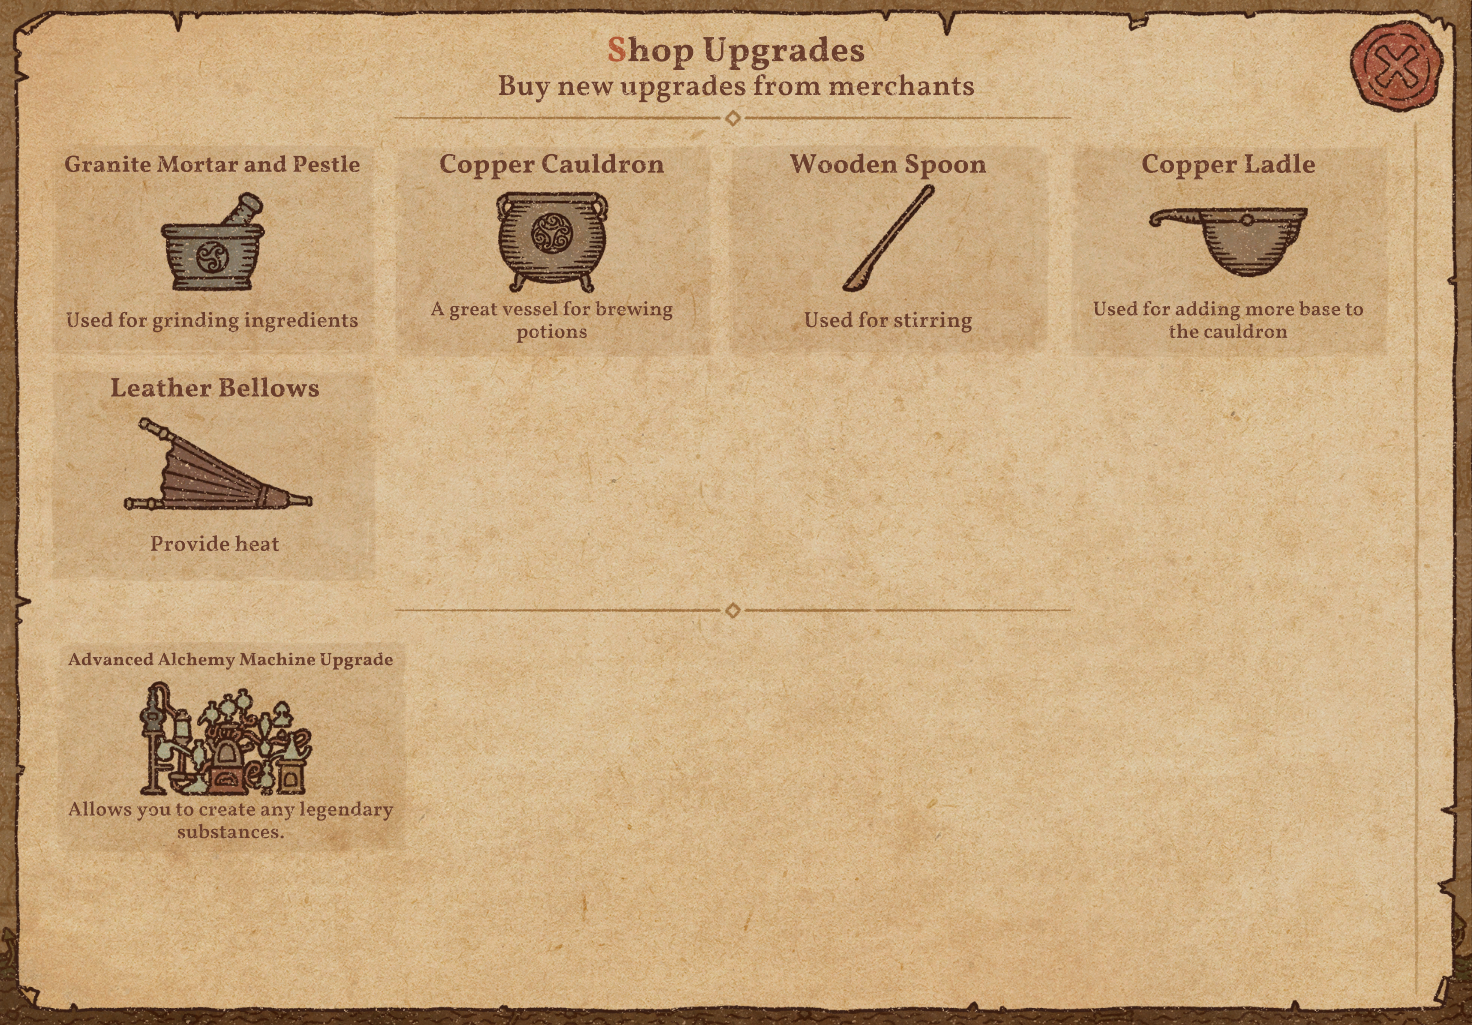 Shop Upgrades
Buy new upgrades from merchants
Granite Mortar and Pestle
Used for grinding ingredients
Copper Cauldron
A great vessel for brewing
potions
Wooden Spoon
Used for stirring
Copper Ladle
Used for adding more base to
the cauldron
Leather Bellows
Provide heat
Advanced Alchemy Machine Upgrade
Allows you to create any legendary
substances.